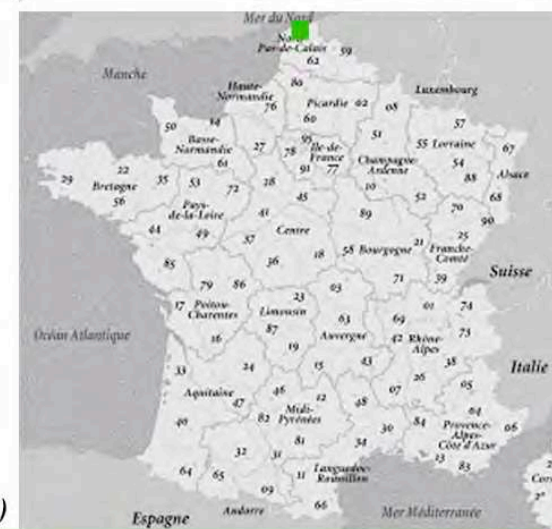 Mer du Nord
Nord
Pas-de-Calais 59
62
Manche
80
Haute-
Normandie
76
Picardie 02 08
Luxembourg
60
50
14
Basse-
Normandie
61
27
95
78 Ile-de-
France
91 77
51
Champagne-
Ardenne
10
57
55 Lorraine
54
88
67
Alsace
68
29
22
Bretagne
56
35
53
72
28
45
52
70
90
Pays-
de-la-Loire
44
49
41
37
Centre
36
18
89
58 Bourgogne 21
25
Franche-
Comté
39
71
Suisse
85
79
86
03
23
01
74
17 Poitou-
Charentes
16
Limousin
87
19
63
Auvergne
69
42 Rhône-
Alpes
73
38
Océan Atlantique
Italie
33
24
15
43
26
07
05
Aquitaine
47
46
12
48
40
82
Midi-
Pyrénées
81
30
84
04
Provence-
Alpes-
Côte d'Azur
06
13
83
32
31
34
64
65
09
11
Languedoc-
Roussillon
66
)
Espagne
Andorre
Mer Méditerranée
2
Cors
2ᵉ